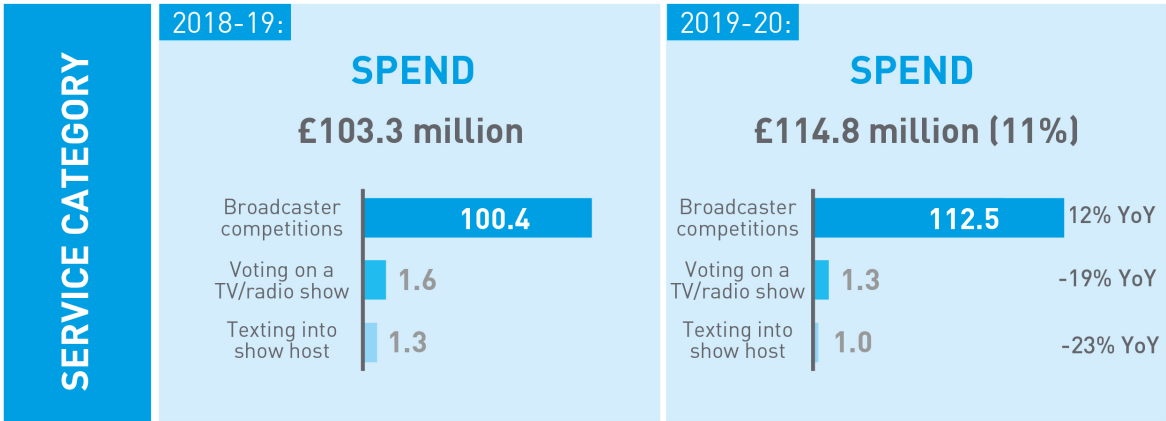 SERVICE CATEGORY
2018-19:
SPEND
£103.3 million
Broadcaster
competitions
100.4
Voting on a
TV/radio show
1.6
Texting into
show host
1.3
2019-20:
SPEND
£114.8 million (11%)
Broadcaster
competitions
112.5
12% YoY
Voting on a
TV/radio show
1.3
-19% YoY
Texting into
show host
1.0
-23% YoY